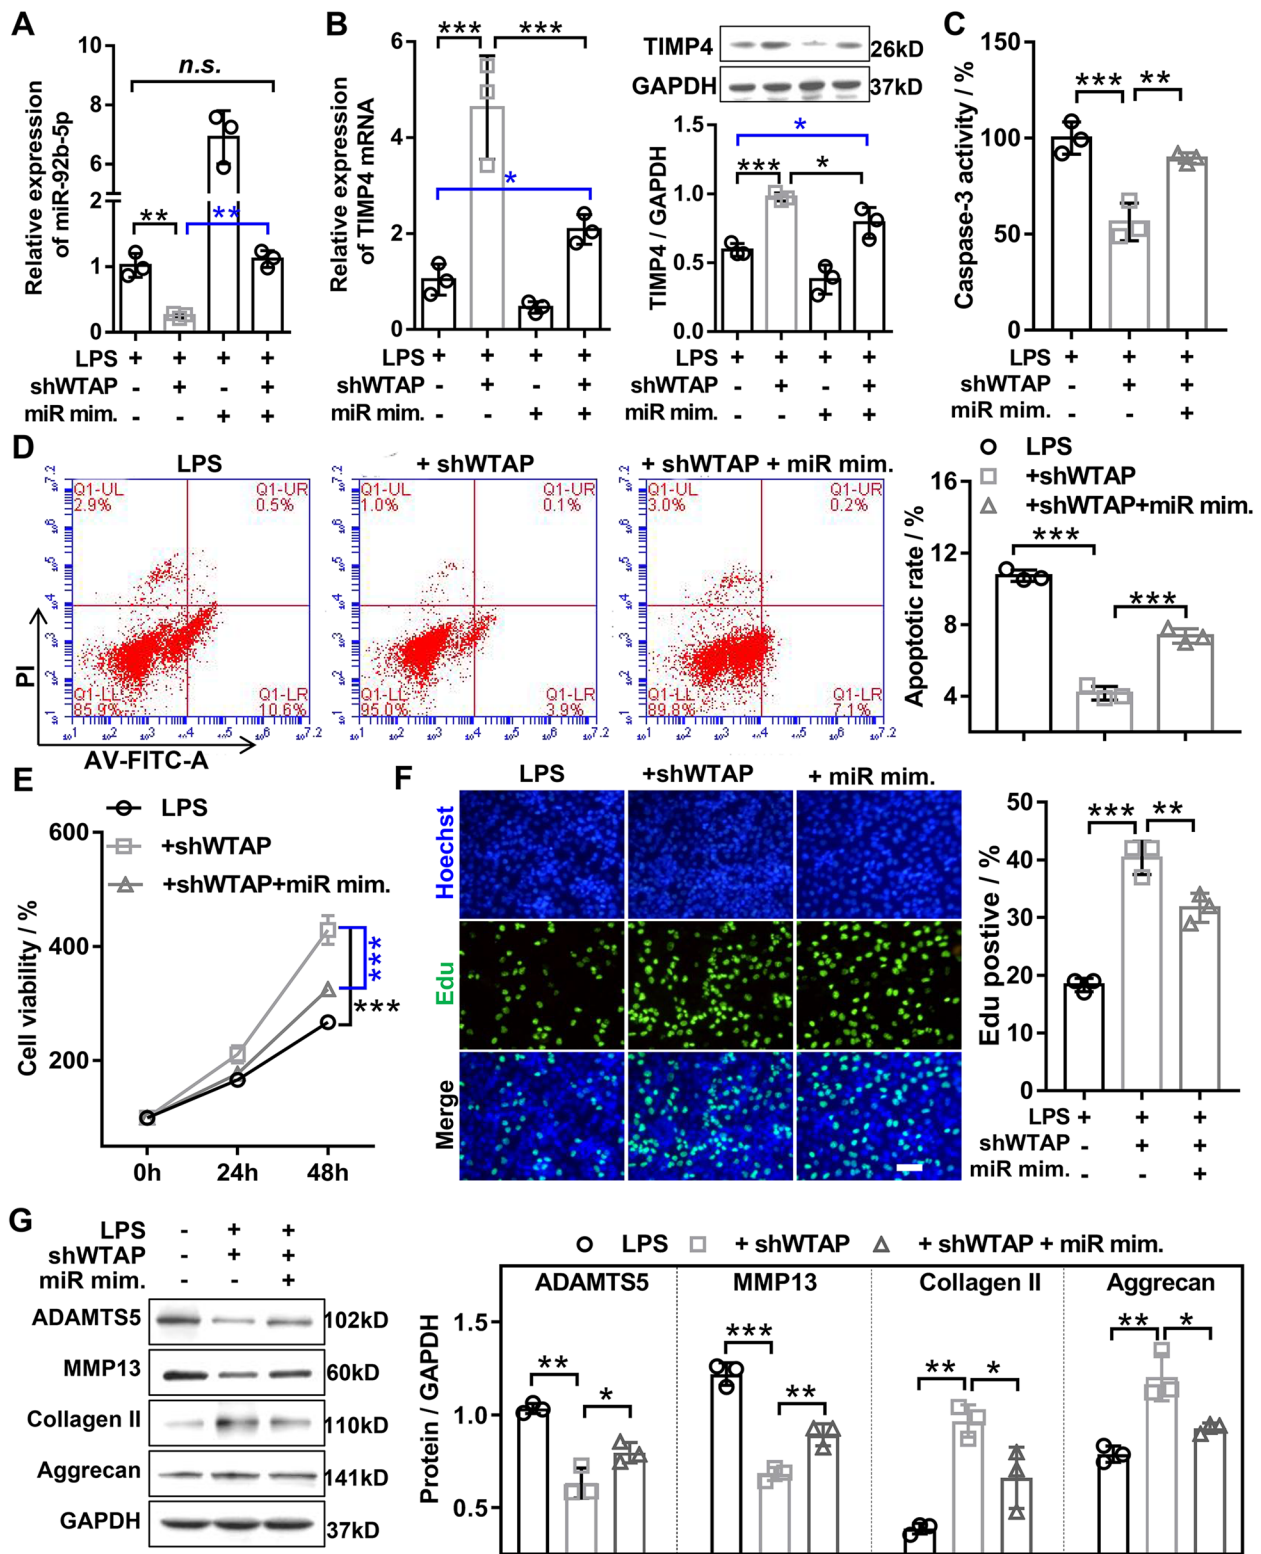 A
Relative expression
of miR-92b-5p
10
8
6
2
1
0
n.s.
**
**
LPS + + + +
shWTAP - + - +
miR mim. - - + +
B
Relative expression
of TIMP4 mRNA
6
4
2
0
***
***
*
LPS + + + +
shWTAP - + - +
miR mim. - - + +
TIMP4
26kD
GAPDH
37kD
TIMP4 / GAPDH
1.5
1.0
0.5
0.0
*
***
*
LPS + + + +
shWTAP - + - +
miR mim. - - + +
C
Caspase-3 activity / %
150
100
50
0
***
**
LPS + + +
shWTAP - + +
miR mim. - - +
D
LPS
Q1-UL
2.9%
Q1-UR
0.5%
Q1-LL
85.9%
Q1-LR
10.6%
+ shWTAP
Q1-UL
1.0%
Q1-UR
0.1%
Q1-LL
95.0%
Q1-LR
3.9%
+ shWTAP + miR mim.
Q1-UL
3.0%
Q1-UR
0.2%
Q1-LL
89.8%
Q1-LR
7.1%
PI
AV-FITC-A
LPS
+shWTAP
+shWTAP+miR mim.
Apoptotic rate / %
16
12
8
4
***
***
E
LPS
+shWTAP
+shWTAP+miR mim.
Cell viability / %
600
400
200
***
***
0h 24h 48h
F
LPS +shWTAP + miR mim.
Hoechst
Edu
Merge
Edu postive / %
50
40
30
20
10
0
***
**
LPS + + +
shWTAP - + +
miR mim. - - +
G
LPS - + +
shWTAP - + +
miR mim. - - +
ADAMTS5 102kD
MMP13 60kD
Collagen II 110kD
Aggrecan 141kD
GAPDH 37kD
LPS + shWTAP + shWTAP + miR mim.
Protein / GAPDH
1.5
1.0
0.5
ADAMTS5 MMP13 Collagen II Aggrecan
** *
*** **
** *
** *